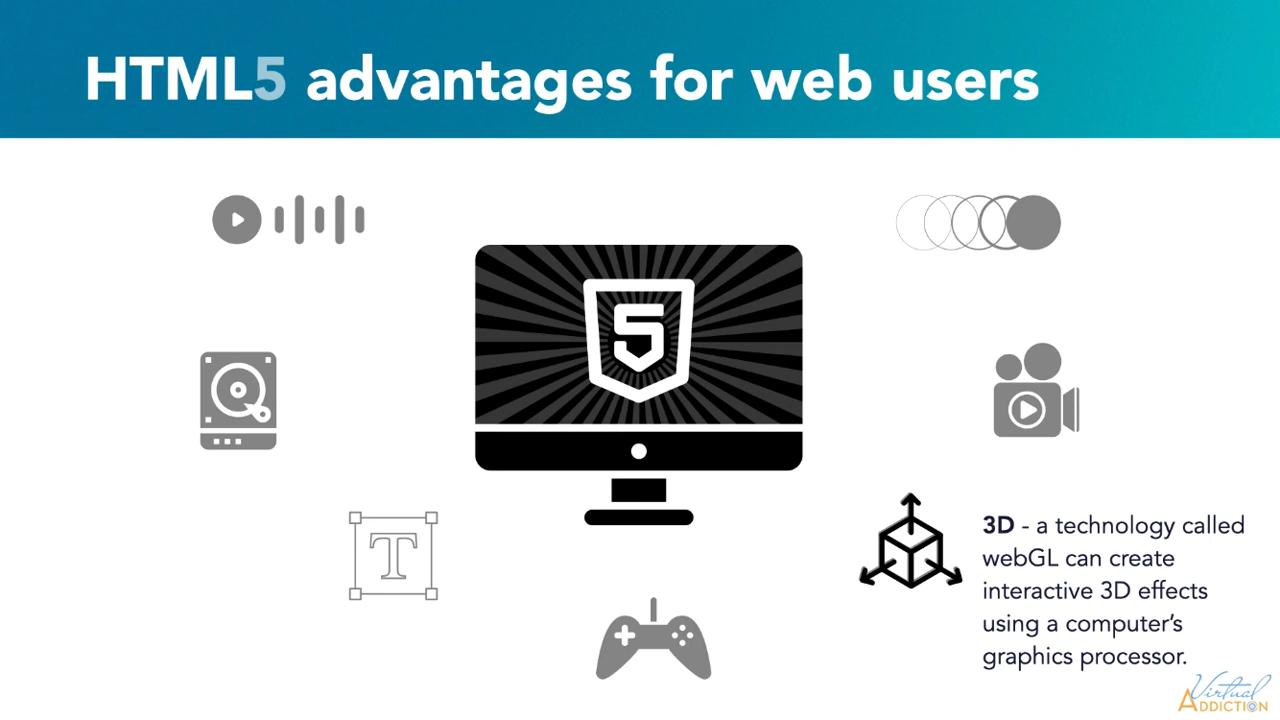 HTML5 advantages for web users
5
T
3D - a technology called
webGL can create
interactive 3D effects
using a computer's
graphics processor.
Virtual
ADDICTION